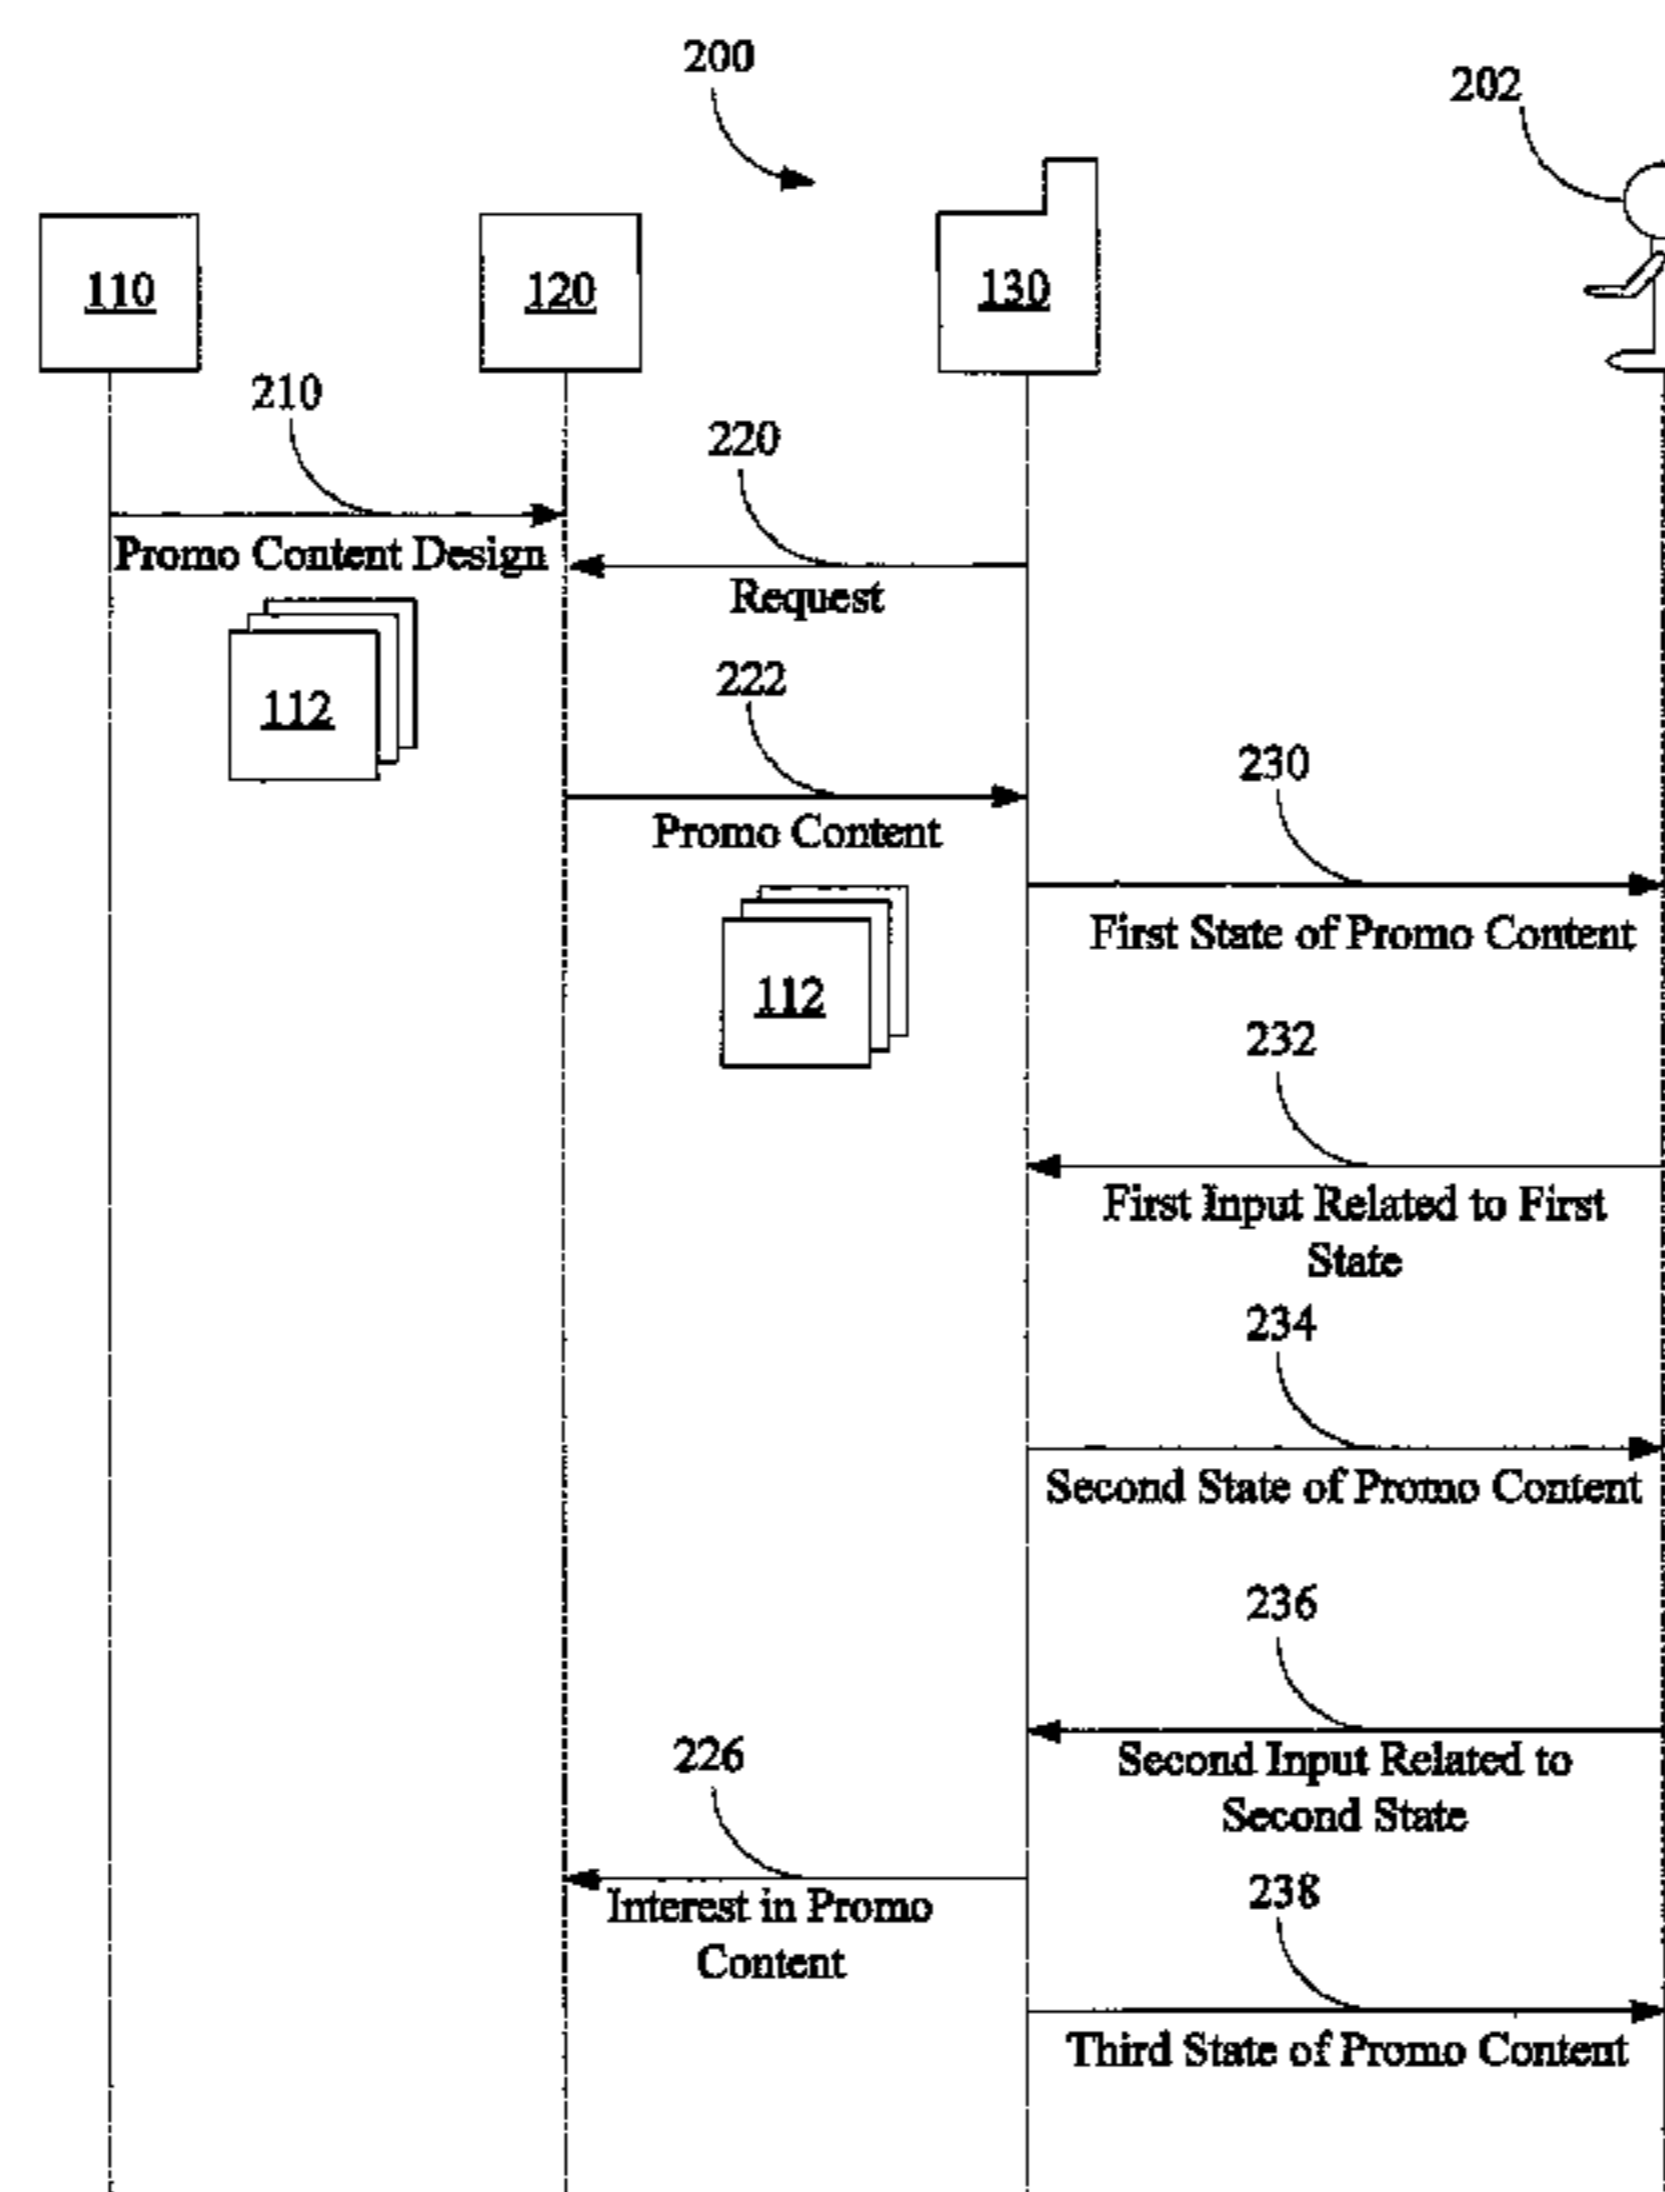 200
202
110
120
130
210
220
Promo Content Design
Request
112
222
230
Promo Content
First State of Promo Content
112
232
First Input Related to First
State
234
Second State of Promo Content
236
226
Second Input Related to
Second State
238
Interest in Promo
Content
Third State of Promo Content